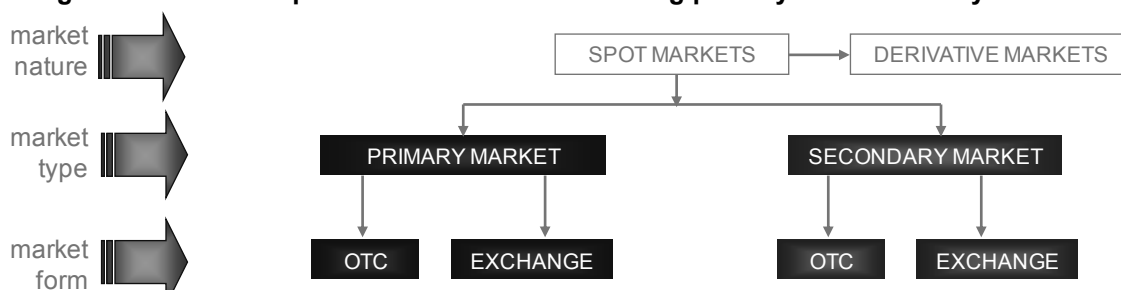 market
nature
SPOT MARKETS
DERIVATIVE MARKETS
market
type
PRIMARY MARKET
SECONDARY MARKET
market
form
OTC
EXCHANGE
OTC
EXCHANGE